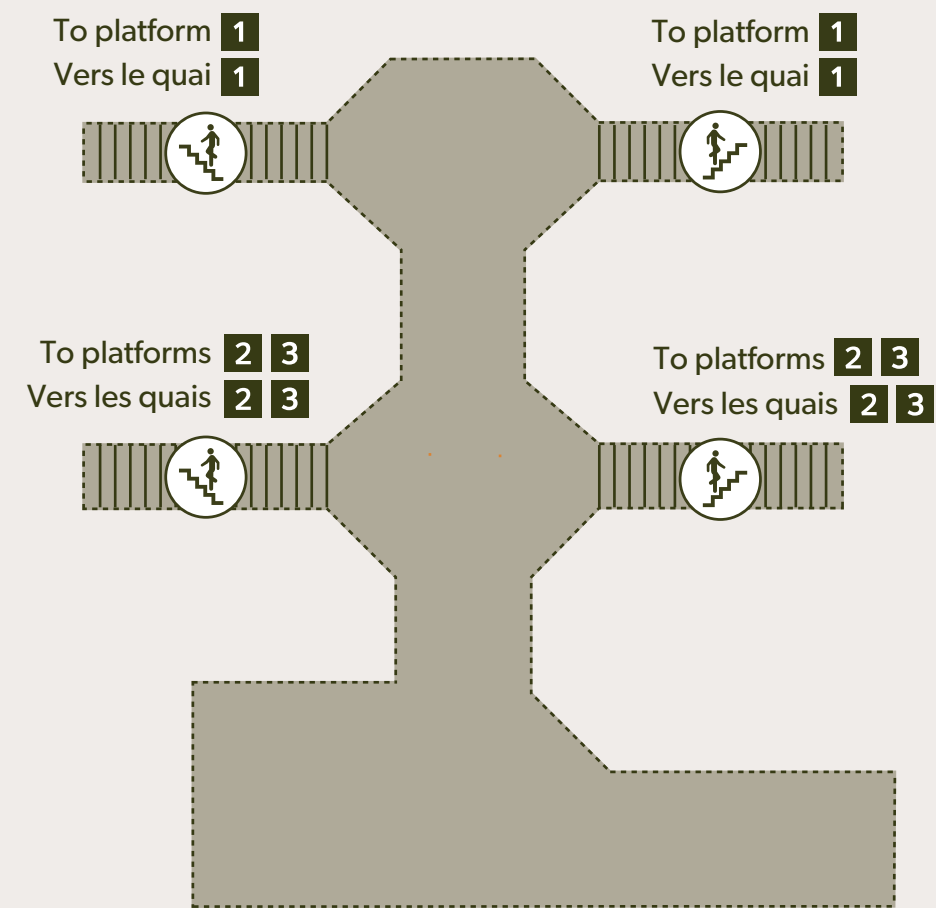 To platform 1
Vers le quai 1
To platform 1
Vers le quai 1
To platforms 2 3
Vers les quais 2 3
To platforms 2 3
Vers les quais 2 3